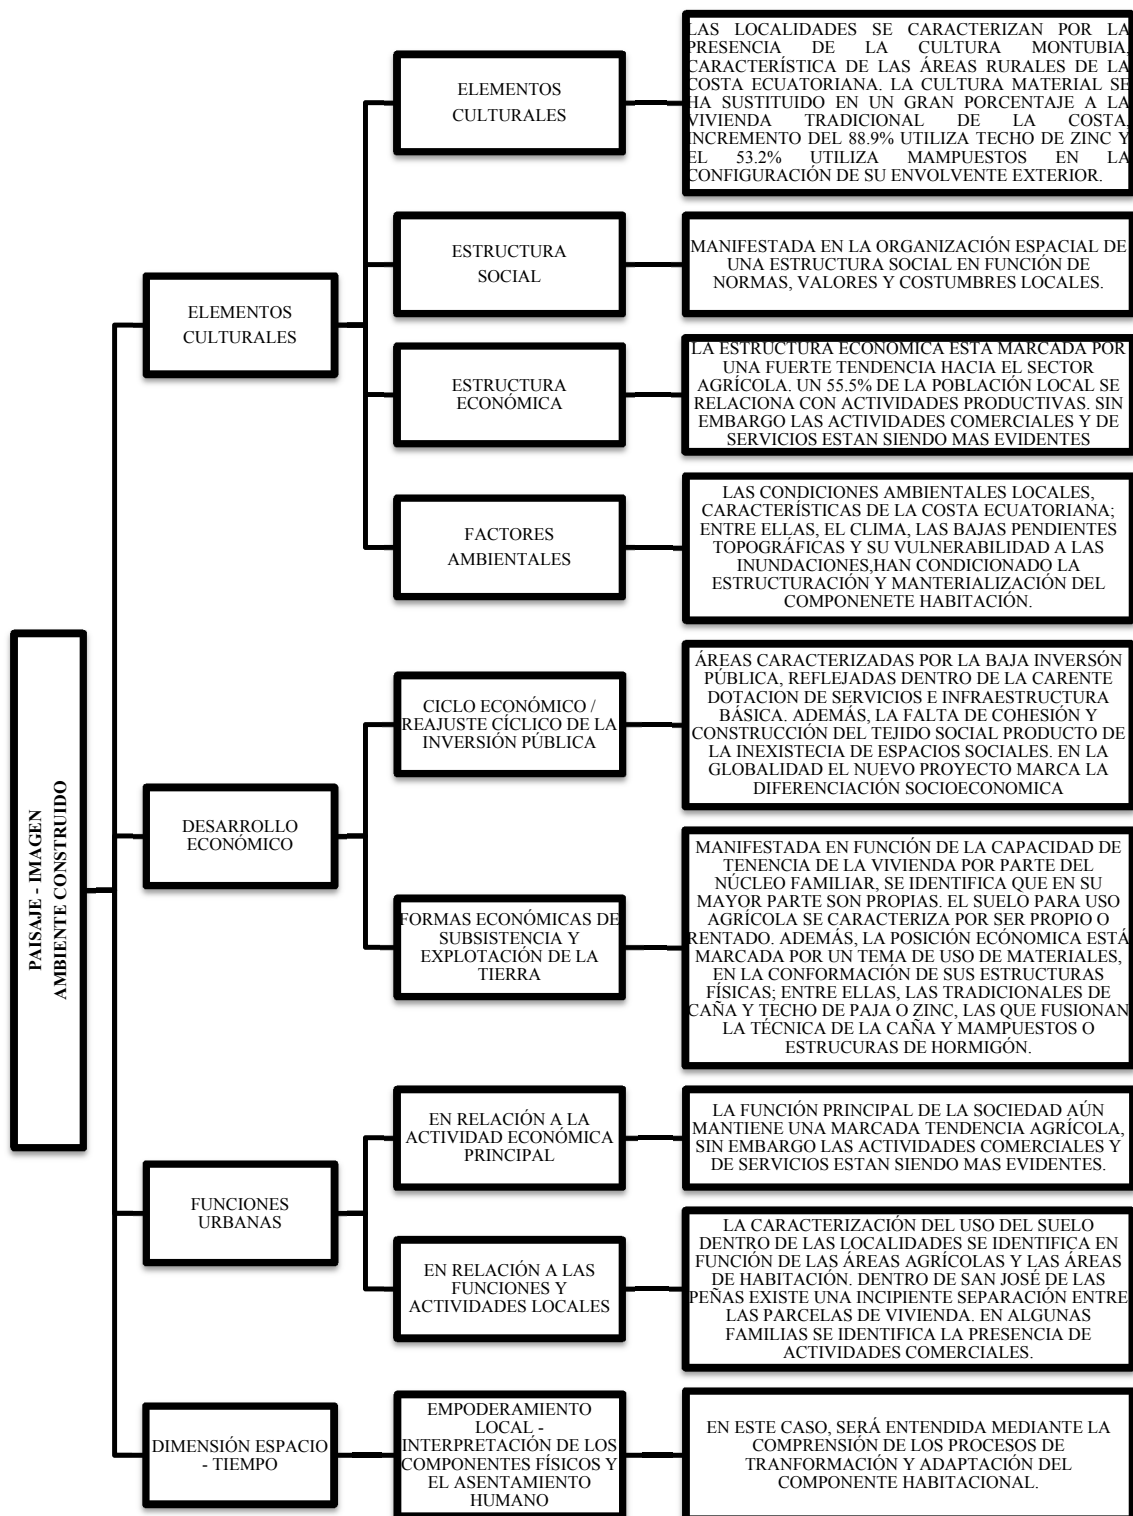 PAISAJE - IMAGEN
AMBIENTE CONSTRUIDO
ELEMENTOS
CULTURALES
ELEMENTOS
CULTURALES
LAS LOCALIDADES SE CARACTERIZAN POR LA
PRESENCIA DE LA CULTURA MONTUBIA,
CARACTERÍSTICA DE LAS ÁREAS RURALES DE LA
COSTA ECUATORIANA. LA CULTURA MATERIAL SE
HA SUSTITUIDO EN UN GRAN PORCENTAJE A LA
VIVIENDA TRADICIONAL DE LA COSTA,
INCREMENTO DEL 88.9% UTILIZA TECHO DE ZINC Y
EL 53.2% UTILIZA MAMPUESTOS EN LA
CONFIGURACIÓN DE SU ENVOLVENTE EXTERIOR.
ESTRUCTURA
SOCIAL
MANIFESTADA EN LA ORGANIZACIÓN ESPACIAL DE
UNA ESTRUCTURA SOCIAL EN FUNCIÓN DE
NORMAS, VALORES Y COSTUMBRES LOCALES.
ESTRUCTURA
ECONÓMICA
LA ESTRUCTURA ECONÓMICA ESTÁ MARCADA POR
UNA FUERTE TENDENCIA HACIA EL SECTOR
AGRÍCOLA. UN 55.5% DE LA POBLACIÓN LOCAL SE
RELACIONA CON ACTIVIDADES PRODUCTIVAS. SIN
EMBARGO LAS ACTIVIDADES COMERCIALES Y DE
SERVICIOS ESTAN SIENDO MAS EVIDENTES
FACTORES
AMBIENTALES
LAS CONDICIONES AMBIENTALES LOCALES,
CARACTERÍSTICAS DE LA COSTA ECUATORIANA;
ENTRE ELLAS, EL CLIMA, LAS BAJAS PENDIENTES
TOPOGRÁFICAS Y SU VULNERABILIDAD A LAS
INUNDACIONES,HAN CONDICIONADO LA
ESTRUCTURACIÓN Y MANTERIALIZACIÓN DEL
COMPONENETE HABITACIÓN.
DESARROLLO
ECONÓMICO
CICLO ECONÓMICO /
REAJUSTE CÍCLICO DE LA
INVERSIÓN PÚBLICA
ÁREAS CARACTERIZADAS POR LA BAJA INVERSÓN
PÚBLICA, REFLEJADAS DENTRO DE LA CARENTE
DOTACION DE SERVICIOS E INFRAESTRUCTURA
BÁSICA. ADEMÁS, LA FALTA DE COHESIÓN Y
CONSTRUCCIÓN DEL TEJIDO SOCIAL PRODUCTO DE
LA INEXISTECIA DE ESPACIOS SOCIALES. EN LA
GLOBALIDAD EL NUEVO PROYECTO MARCA LA
DIFERENCIACIÓN SOCIOECONOMICA
FORMAS ECONÓMICAS DE
SUBSISTENCIA Y
EXPLOTACIÓN DE LA
TIERRA
MANIFESTADA EN FUNCIÓN DE LA CAPACIDAD DE
TENENCIA DE LA VIVIENDA POR PARTE DEL
NÚCLEO FAMILIAR, SE IDENTIFICA QUE EN SU
MAYOR PARTE SON PROPIAS. EL SUELO PARA USO
AGRÍCOLA SE CARACTERIZA POR SER PROPIO O
RENTADO. ADEMÁS, LA POSICIÓN ECÓNOMICA ESTÁ
MARCADA POR UN TEMA DE USO DE MATERIALES,
EN LA CONFORMACIÓN DE SUS ESTRUCTURAS
FÍSICAS; ENTRE ELLAS, LAS TRADICIONALES DE
CAÑA Y TECHO DE PAJA O ZINC, LAS QUE FUSIONAN
LA TÉCNICA DE LA CAÑA Y MAMPUESTOS O
ESTRUCURAS DE HORMIGÓN.
FUNCIONES
URBANAS
EN RELACIÓN A LA
ACTIVIDAD ECONÓMICA
PRINCIPAL
LA FUNCIÓN PRINCIPAL DE LA SOCIEDAD AÚN
MANTIENE UNA MARCADA TENDENCIA AGRÍCOLA,
SIN EMBARGO LAS ACTIVIDADES COMERCIALES Y
DE SERVICIOS ESTAN SIENDO MAS EVIDENTES.
EN RELACIÓN A LAS
FUNCIONES Y
ACTIVIDADES LOCALES
LA CARACTERIZACIÓN DEL USO DEL SUELO
DENTRO DE LAS LOCALIDADES SE IDENTIFICA EN
FUNCIÓN DE LAS ÁREAS AGRÍCOLAS Y LAS ÁREAS
DE HABITACIÓN. DENTRO DE SAN JOSÉ DE LAS
PEÑAS EXISTE UNA INCIPIENTE SEPARACIÓN ENTRE
LAS PARCELAS DE VIVIENDA. EN ALGUNAS
FAMILIAS SE IDENTIFICA LA PRESENCIA DE
ACTIVIDADES COMERCIALES.
DIMENSIÓN ESPACIO
- TIEMPO
EMPODERAMIENTO
LOCAL -
INTERPRETACIÓN DE LOS
COMPONENTES FÍSICOS Y
EL ASENTAMIENTO
HUMANO
EN ESTE CASO, SERÁ ENTENDIDA MEDIANTE LA
COMPRENSIÓN DE LOS PROCESOS DE
TRANFORMACIÓN Y ADAPTACIÓN DEL
COMPONENTE HABITACIONAL.